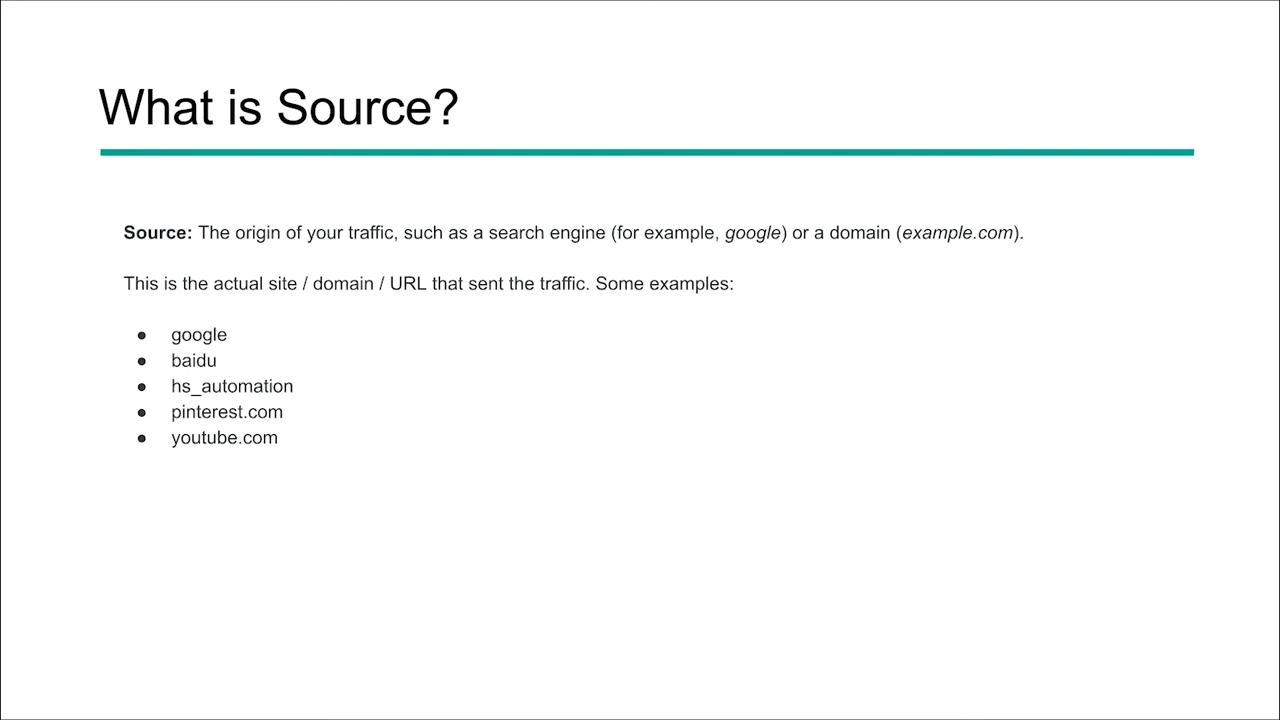 What is Source?
Source: The origin of your traffic, such as a search engine (for example, google) or a domain (example.com).
This is the actual site / domain / URL that sent the traffic. Some examples:
● google
● baidu
● hs_automation
● pinterest.com
● youtube.com